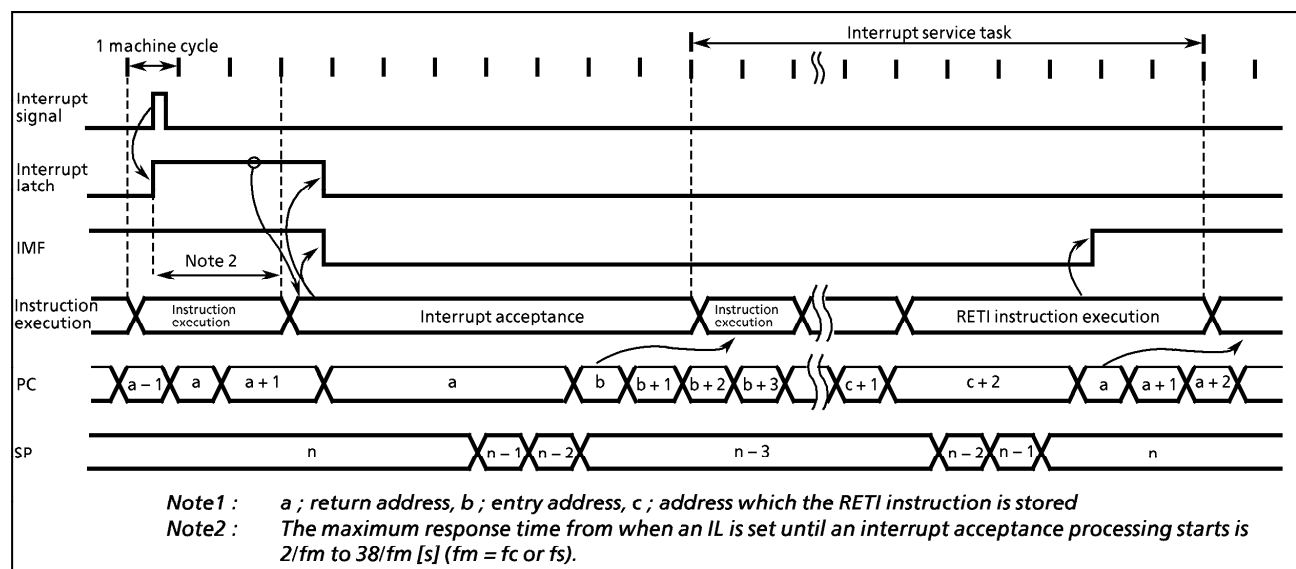 Interrupt service task
1 machine cycle
Interrupt
signal
Interrupt
latch
IMF
Note 2
Instruction
execution
Instruction
execution
Interrupt acceptance
Instruction
execution
RETI instruction execution
PC
a – 1
a
a + 1
a
b
b + 1
b + 2
b + 3
c + 1
c + 2
a
a + 1
a + 2
SP
n
n – 1
n – 2
n – 3
n – 2
n – 1
n
Note1 : a ; return address, b ; entry address, c ; address which the RETI instruction is stored
Note2 : The maximum response time from when an IL is set until an interrupt acceptance processing starts is
2/fm to 38/fm [s] (fm = fc or fs).